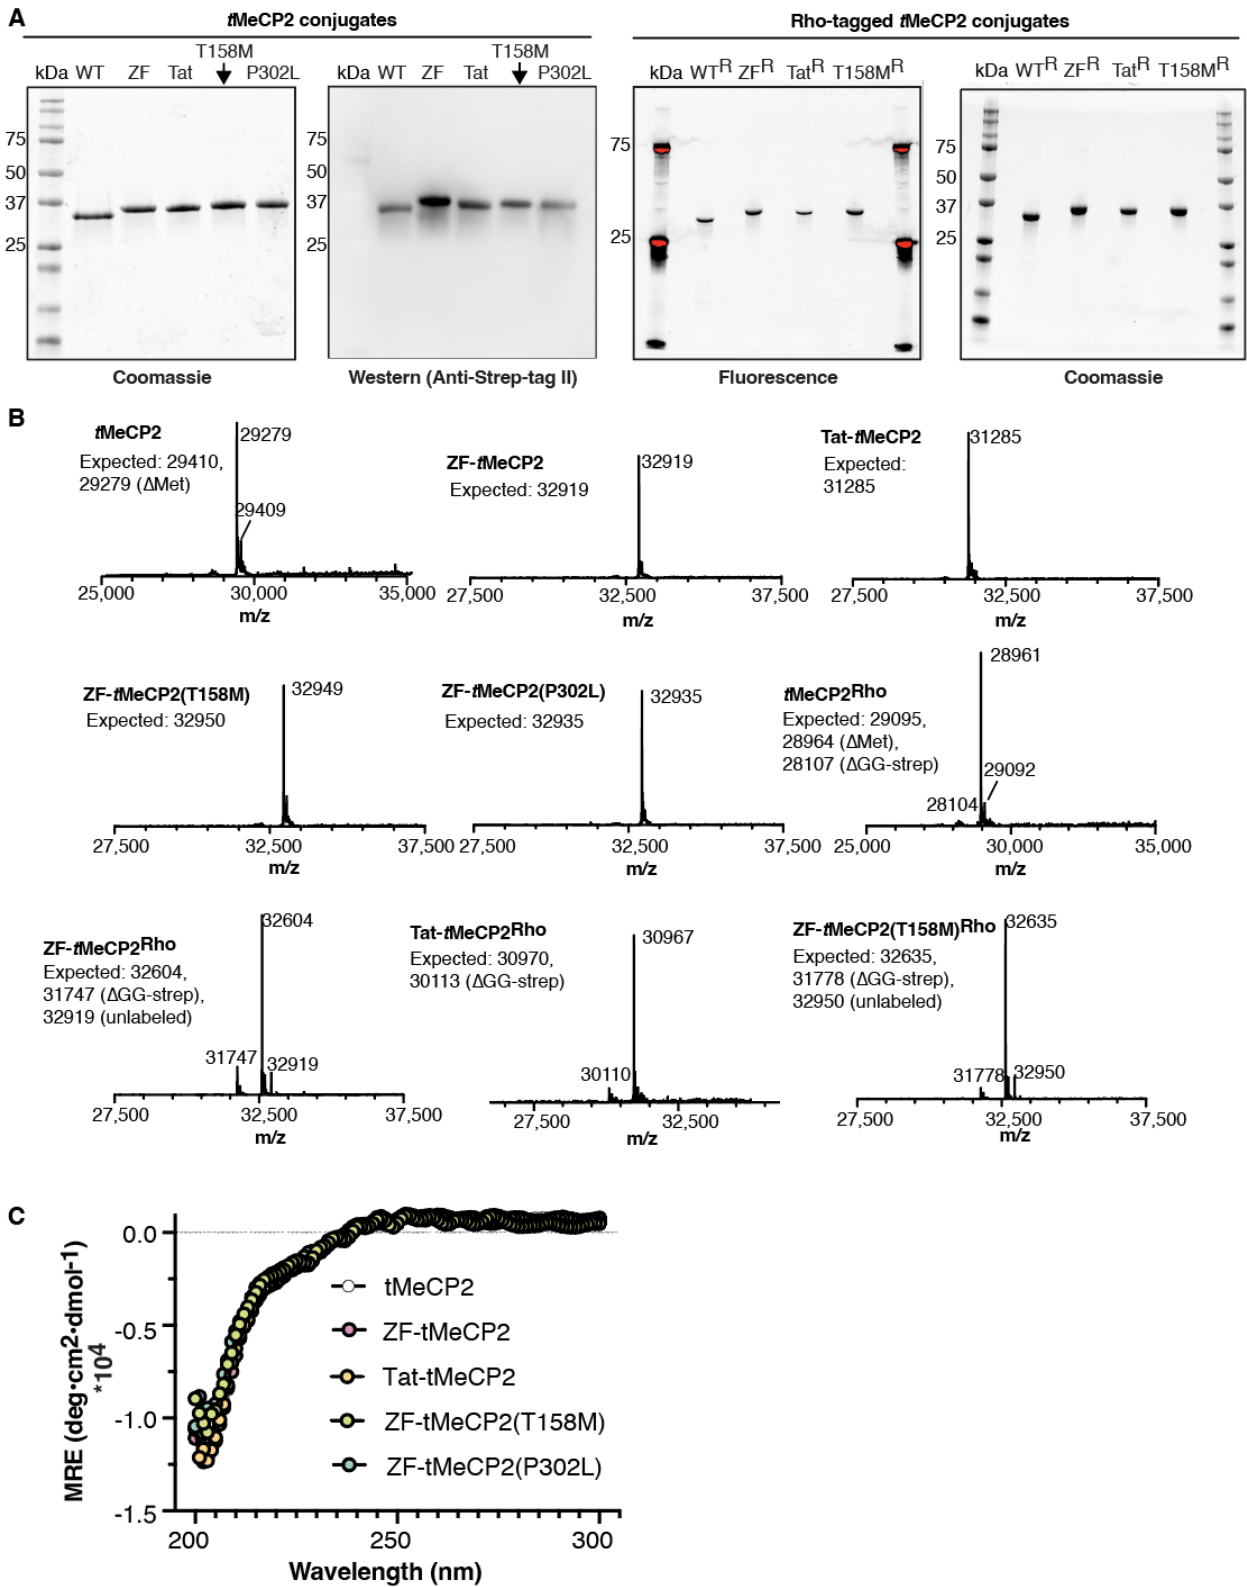 A
tMeCP2 conjugates
Rho-tagged tMeCP2 conjugates
T158M
T158M
kDa WT ZF Tat P302L
kDa WT ZF Tat P302L
kDa WTR ZFR TatR T158MR
kDa WTR ZFR TatR T158MR
75
50
37
25
75
50
37
25
75
25
75
50
37
25
Coomassie
Western (Anti-Strep-tag II)
Fluorescence
Coomassie
B
tMeCP2
Expected: 29410,
29279 (ΔMet)
29279
29409
25,000 30,000 35,000
m/z
ZF-tMeCP2
Expected: 32919
32919
27,500 32,500 37,500
m/z
Tat-tMeCP2
Expected:
31285
31285
27,500 32,500 37,500
m/z
ZF-tMeCP2(T158M)
Expected: 32950
32949
27,500 32,500 37,500
m/z
ZF-tMeCP2(P302L)
Expected: 32935
32935
27,500 32,500 37,500
m/z
tMeCP2Rho
Expected: 29095,
28964 (ΔMet),
28107 (ΔGG-strep)
28961
29092
28104
25,000 30,000 35,000
m/z
ZF-tMeCP2Rho
Expected: 32604,
31747 (ΔGG-strep),
32919 (unlabeled)
32604
31747
32919
27,500 32,500 37,500
m/z
Tat-tMeCP2Rho
Expected: 30970,
30113 (ΔGG-strep)
30967
30110
27,500 32,500
m/z
ZF-tMeCP2(T158M)Rho
Expected: 32635,
31778 (ΔGG-strep),
32950 (unlabeled)
32635
31778
32950
27,500 32,500 37,500
m/z
C
MRE (deg•cm2•dmol-1)
*104
0.0
-0.5
-1.0
-1.5
tMeCP2
ZF-tMeCP2
Tat-tMeCP2
ZF-tMeCP2(T158M)
ZF-tMeCP2(P302L)
200 250 300
Wavelength (nm)